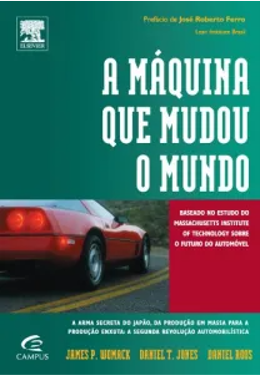 Prefácio de José Roberto Ferro
Lean Institute Brasil
ELSEVIER
A MÁQUINA
QUE MUDOU
O MUNDO
BASEADO NO ESTUDO DO
MASSACHUSETTS INSTITUTE
OF TECHNOLOGY SOBRE
O FUTURO DO AUTOMÓVEL
A ARMA SECRETA DO JAPÃO, DA PRODUÇÃO EM MASSA PARA A
PRODUÇÃO ENXUTA: A SEGUNDA REVOLUÇÃO AUTOMOBILÍSTICA
JAMES P. WOMACK DANIEL T. JONES DANIEL ROOS
CAMPUS